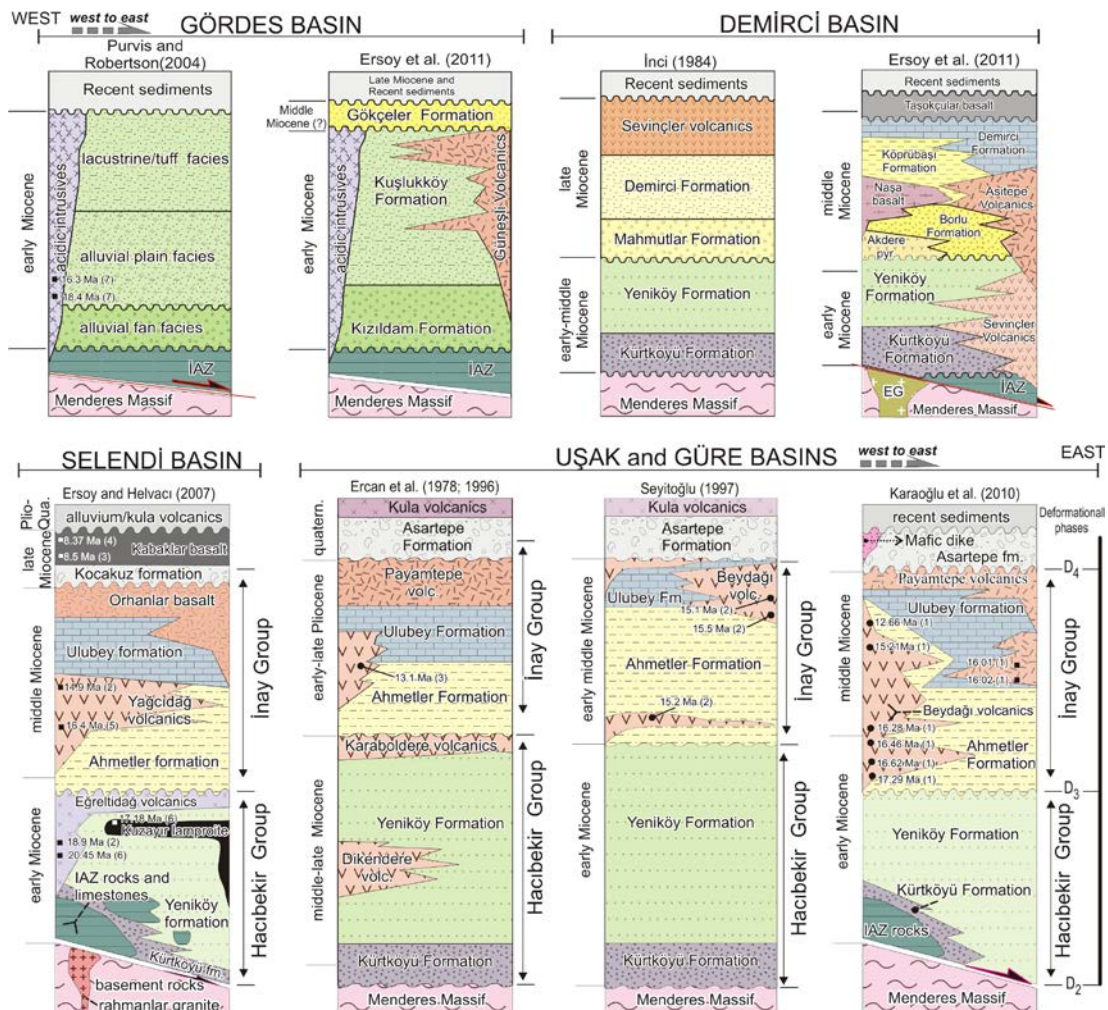 WEST
west to east
GÖRDES BASIN
Purvis and
Robertson(2004)
Recent sediments
early Miocene
acidic intrusives
lacustrine/tuff facies
alluvial plain facies
16.3 Ma (7)
18.4 Ma (7)
alluvial fan facies
İAZ
Menderes Massif
Ersoy et al. (2011)
Late Miocene and
Recent sediments
Middle
Miocene (?)
Gökçeler Formation
early Miocene
acidic intrusives
Kuşlukköy
Formation
Güneşli Volcanics
Kızıldam Formation
İAZ
Menderes Massif
DEMİRCİ BASIN
İnci (1984)
Recent sediments
late
Miocene
Sevinçler volcanics
Demirci Formation
Mahmutlar Formation
early-middle
Miocene
Yeniköy Formation
Kürtköyü Formation
Menderes Massif
Ersoy et al. (2011)
Recent sediments
Taşokçular basalt
middle
Miocene
Demirci
Formation
Köprübaşı
Formation
Naşa
basalt
Asitepe
Volcanics
Borlu
Formation
Akdere
pyr.
early
Miocene
Yeniköy
Formation
Sevinçler
Volcanics
Kürtköyü
Formation
EG
İAZ
Menderes Massif
SELENDİ BASIN
Ersoy and Helvacı (2007)
Plio-
Qua.
alluvium/kula volcanics
late
Miocene
8.37 Ma (4)
8.5 Ma (3)
Kabaklar basalt
Kocakuz formation
Orhanlar basalt
middle Miocene
Ulubey formation
14.9 Ma (2)
Yağcıdağ
volcanics
16.4 Ma (5)
Ahmetler formation
İnay Group
early Miocene
Eğreltidağ volcanics
17.18 Ma (6)
Kuzayır lamproite
18.9 Ma (2)
20.45 Ma (6)
IAZ rocks and
limestones
Yeniköy
formation
Kürtköyü fm.
Hacıbekir Group
basement rocks
rahmanlar granite
UŞAK and GÜRE BASINS
west to east
EAST
Ercan et al. (1978; 1996)
quatern.
Kula volcanics
Asartepe
Formation
early-late Pliocene
Payamtepe
volc.
Ulubey Formation
13.1 Ma (3)
Ahmetler Formation
İnay Group
middle-late Miocene
Karaboldere volcanics
Yeniköy Formation
Dikendere
volc.
Kürtköyü Formation
Hacıbekir Group
Menderes Massif
Seyitoğlu (1997)
Kula volcanics
Asartepe
Formation
early middle Miocene
Beydağı
volc.
Ulubey Fm
15.1 Ma (2)
15.5 Ma (2)
Ahmetler Formation
15.2 Ma (2)
İnay Group
early Miocene
Yeniköy Formation
Kürtköyü Formation
Hacıbekir Group
Menderes Massif
Karaoğlu et al. (2010)
Deformational
phases
recent sediments
Mafic dike
Asartepe fm.
D4
Payamtepe volcanics
middle Miocene
Ulubey formation
12.66 Ma (1)
15.21 Ma (1)
16.01 (1)
16.02 (1)
Beydağı volcanics
16.28 Ma (1)
16.46 Ma (1)
Ahmetler
Formation
16.62 Ma (1)
17.29 Ma (1)
İnay Group
D3
early Miocene
Yeniköy Formation
Kürtköyü Formation
IAZ rocks
Hacıbekir Group
Menderes Massif
D2